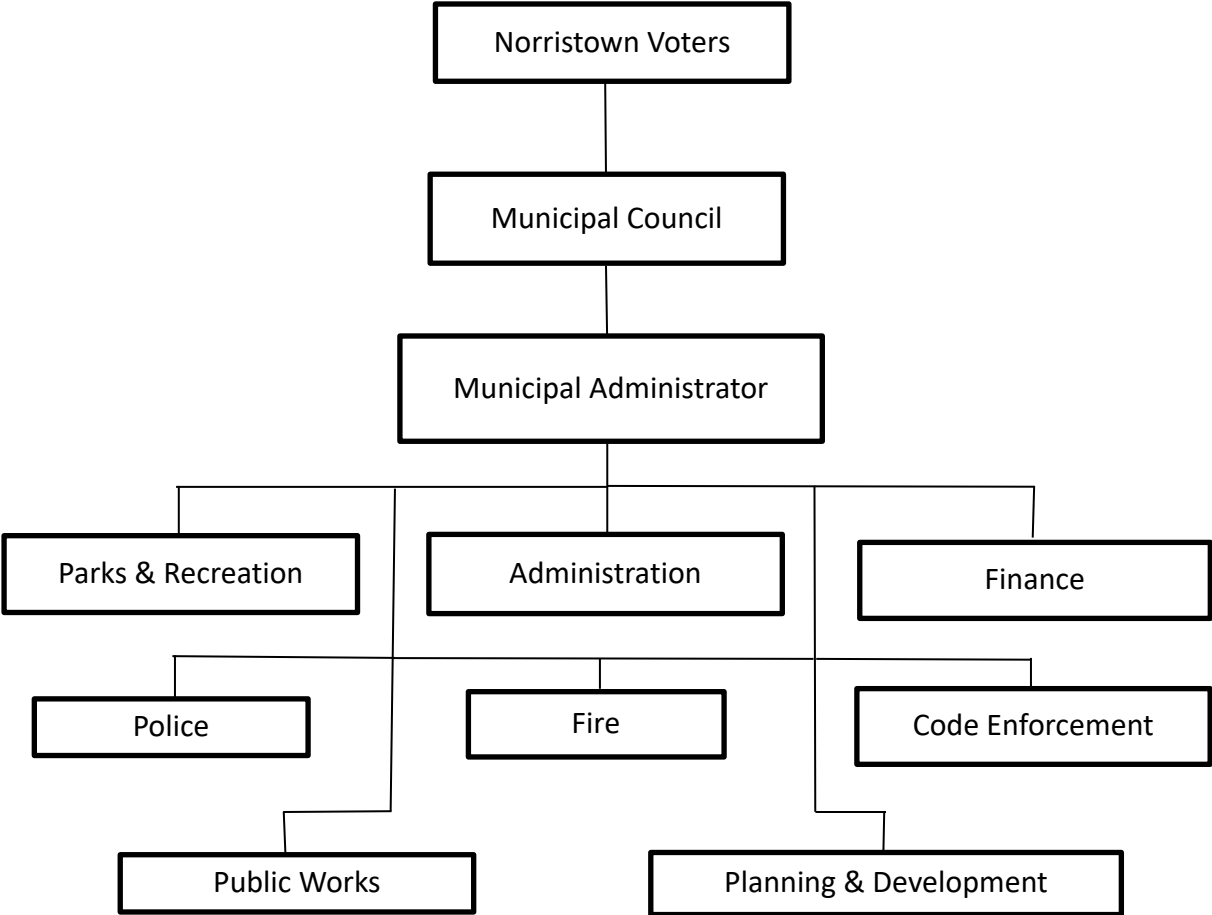 Norristown Voters
Municipal Council
Municipal Administrator
Parks & Recreation
Administration
Finance
Police
Fire
Code Enforcement
Public Works
Planning & Development